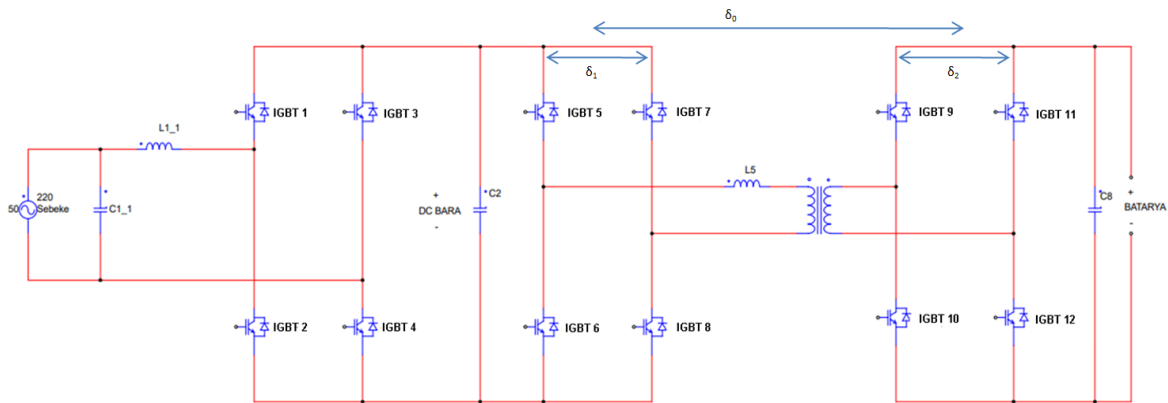 δ0
δ1
δ2
IGBT 1
IGBT 3
IGBT 5
IGBT 7
IGBT 9
IGBT 11
L1_1
L5
220
50
Sebeke
C1_1
+
DC BARA
-
C2
C8
+
BATARYA
-
IGBT 2
IGBT 4
IGBT 6
IGBT 8
IGBT 10
IGBT 12